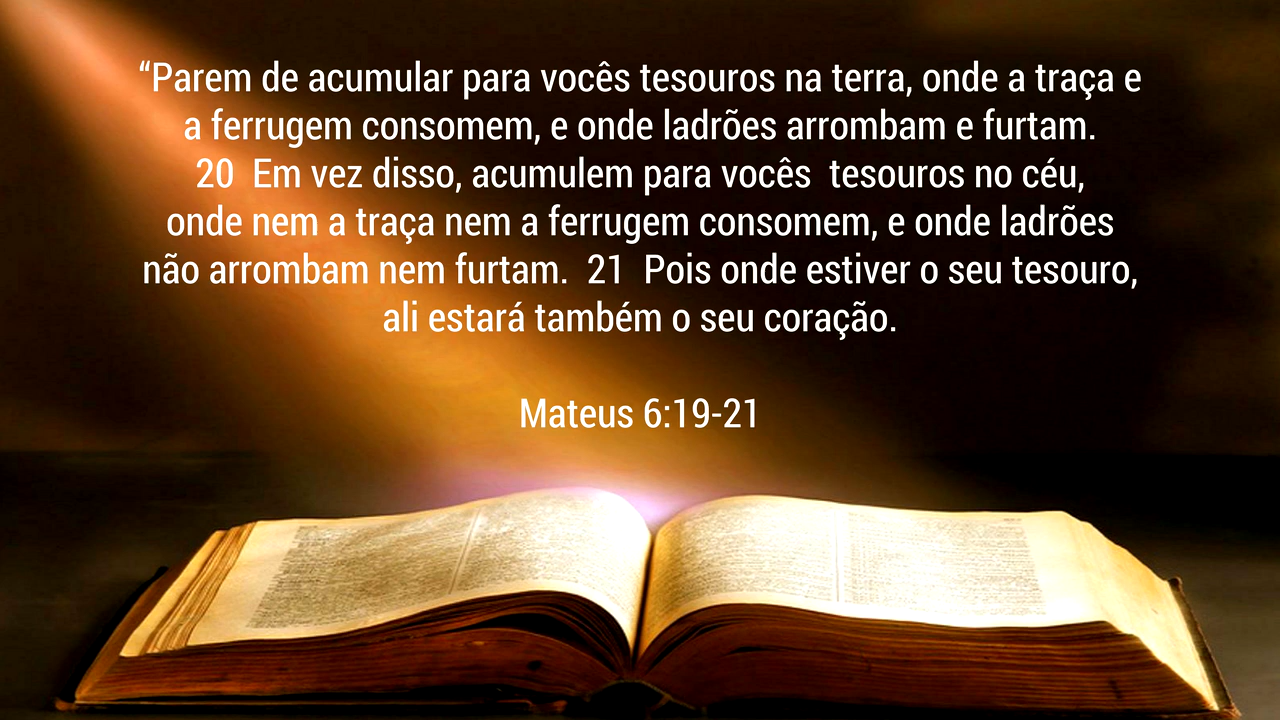 “Parem de acumular para vocês tesouros na terra, onde a traça e
a ferrugem consomem, e onde ladrões arrombam e furtam.
20  Em vez disso, acumulem para vocês  tesouros no céu,
onde nem a traça nem a ferrugem consomem, e onde ladrões
não arrombam nem furtam.  21  Pois onde estiver o seu tesouro,
ali estará também o seu coração.
Mateus 6:19-21